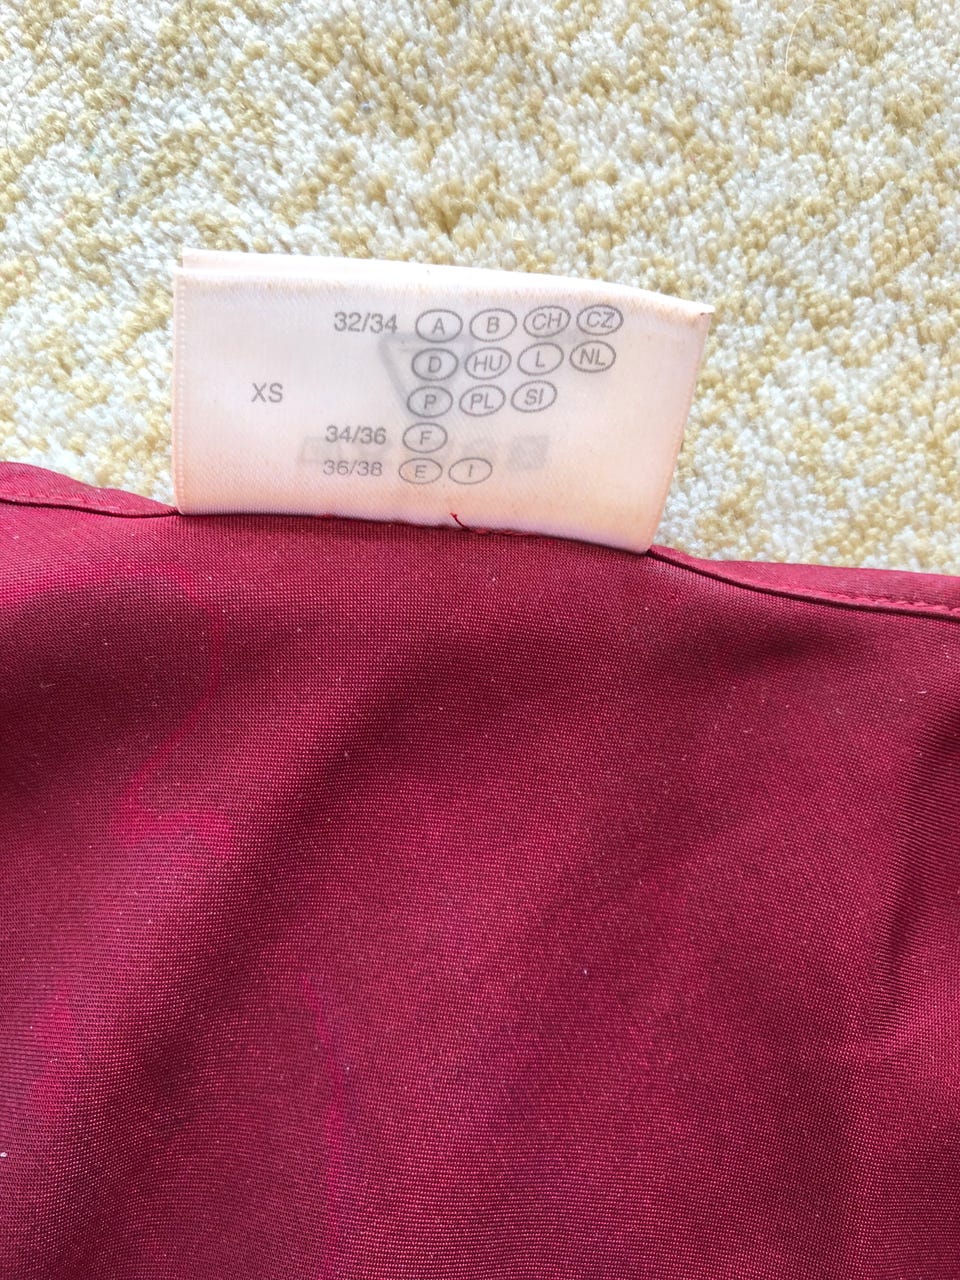 32/34 A B CH CZ
D HU L NL
XS P PL SI
34/36 F
36/38 E I